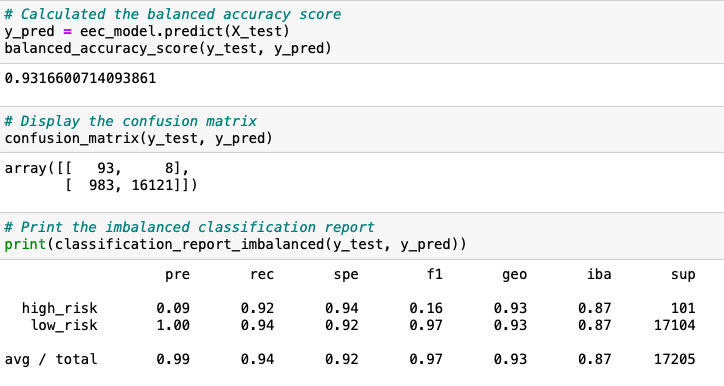 # Calculated the balanced accuracy score
y_pred = eec_model.predict(X_test)
balanced_accuracy_score(y_test, y_pred)
0.9316600714093861
# Display the confusion matrix
confusion_matrix(y_test, y_pred)
array([[   93,     8],
       [  983, 16121]])
# Print the imbalanced classification report
print(classification_report_imbalanced(y_test, y_pred))
                   pre       rec       spe        f1       geo       iba       sup
  high_risk       0.09      0.92      0.94      0.16      0.93      0.87       101
   low_risk       1.00      0.94      0.92      0.97      0.93      0.87     17104
avg / total       0.99      0.94      0.92      0.97      0.93      0.87     17205